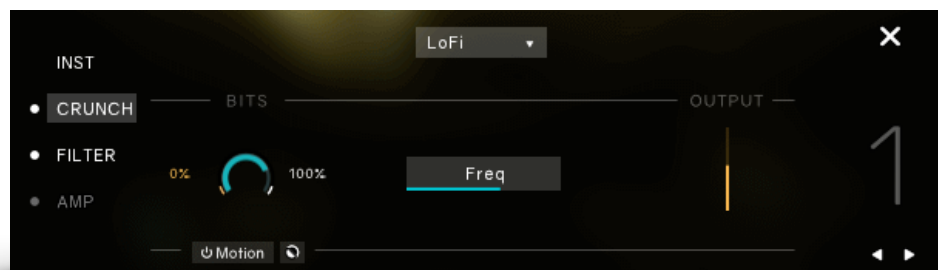 LoFi
INST
CRUNCH
BITS
OUTPUT
FILTER
0%
100%
Freq
1
AMP
Motion